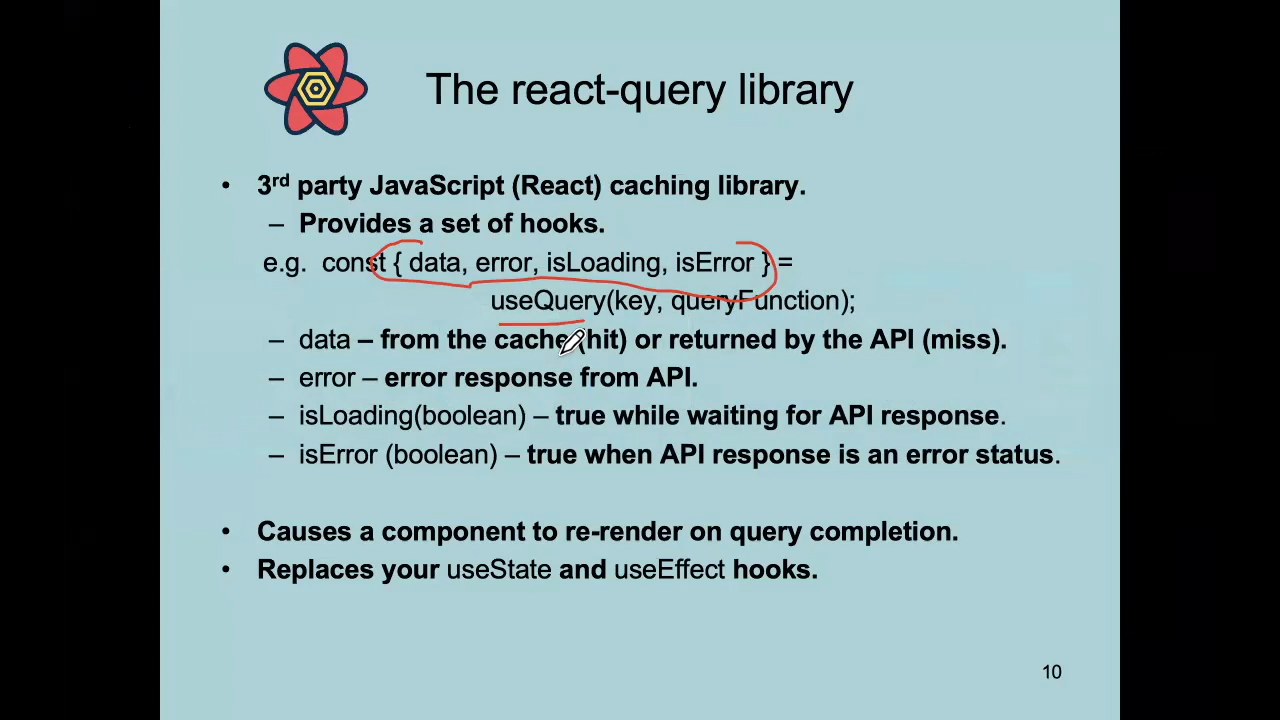 The react-query library
• 3rd party JavaScript (React) caching library.
– Provides a set of hooks.
e.g. const { data, error, isLoading, isError } =
useQuery(key, queryFunction);
– data – from the cache (hit) or returned by the API (miss).
– error – error response from API.
– isLoading(boolean) – true while waiting for API response.
– isError (boolean) – true when API response is an error status.
• Causes a component to re-render on query completion.
• Replaces your useState and useEffect hooks.
10